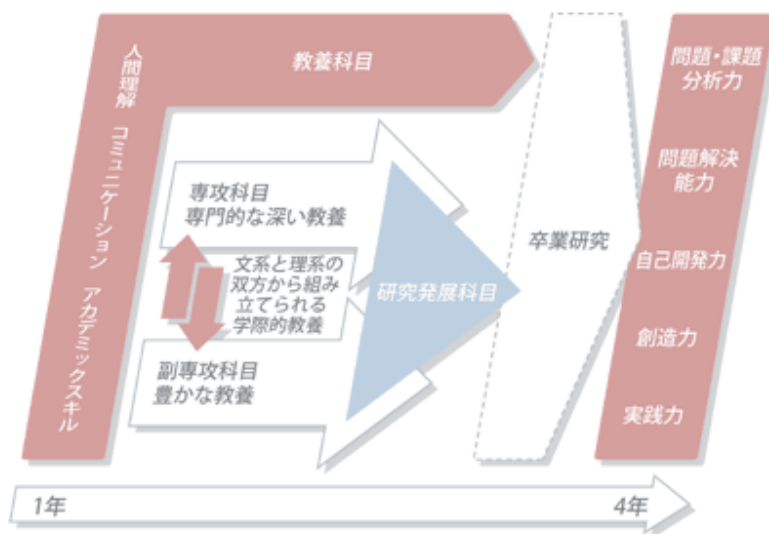 人間理解 コミュニケーション アカデミックスキル
教養科目
専攻科目
専門的な深い教養
文系と理系の
双方から組み
立てられる
学際的教養
副専攻科目
豊かな教養
研究発展科目
卒業研究
問題・課題
分析力
問題解決
能力
自己開発力
創造力
実践力
1年
4年